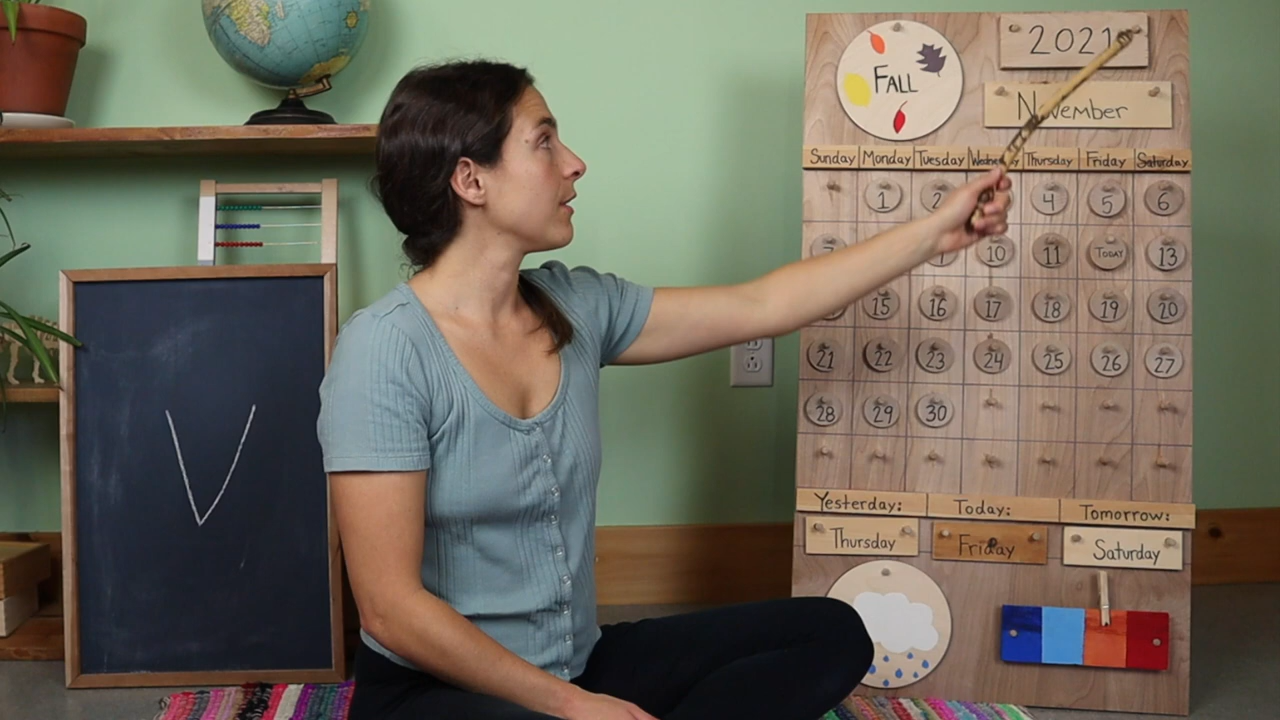 FALL
2021
November
Sunday Monday Tuesday Wednesday Thursday Friday Saturday
1 2 4 5 6
7 10 11 TODAY 13
15 16 17 18 19 20
21 22 23 24 25 26 27
28 29 30
Yesterday: Today: Tomorrow:
Thursday Friday Saturday
V